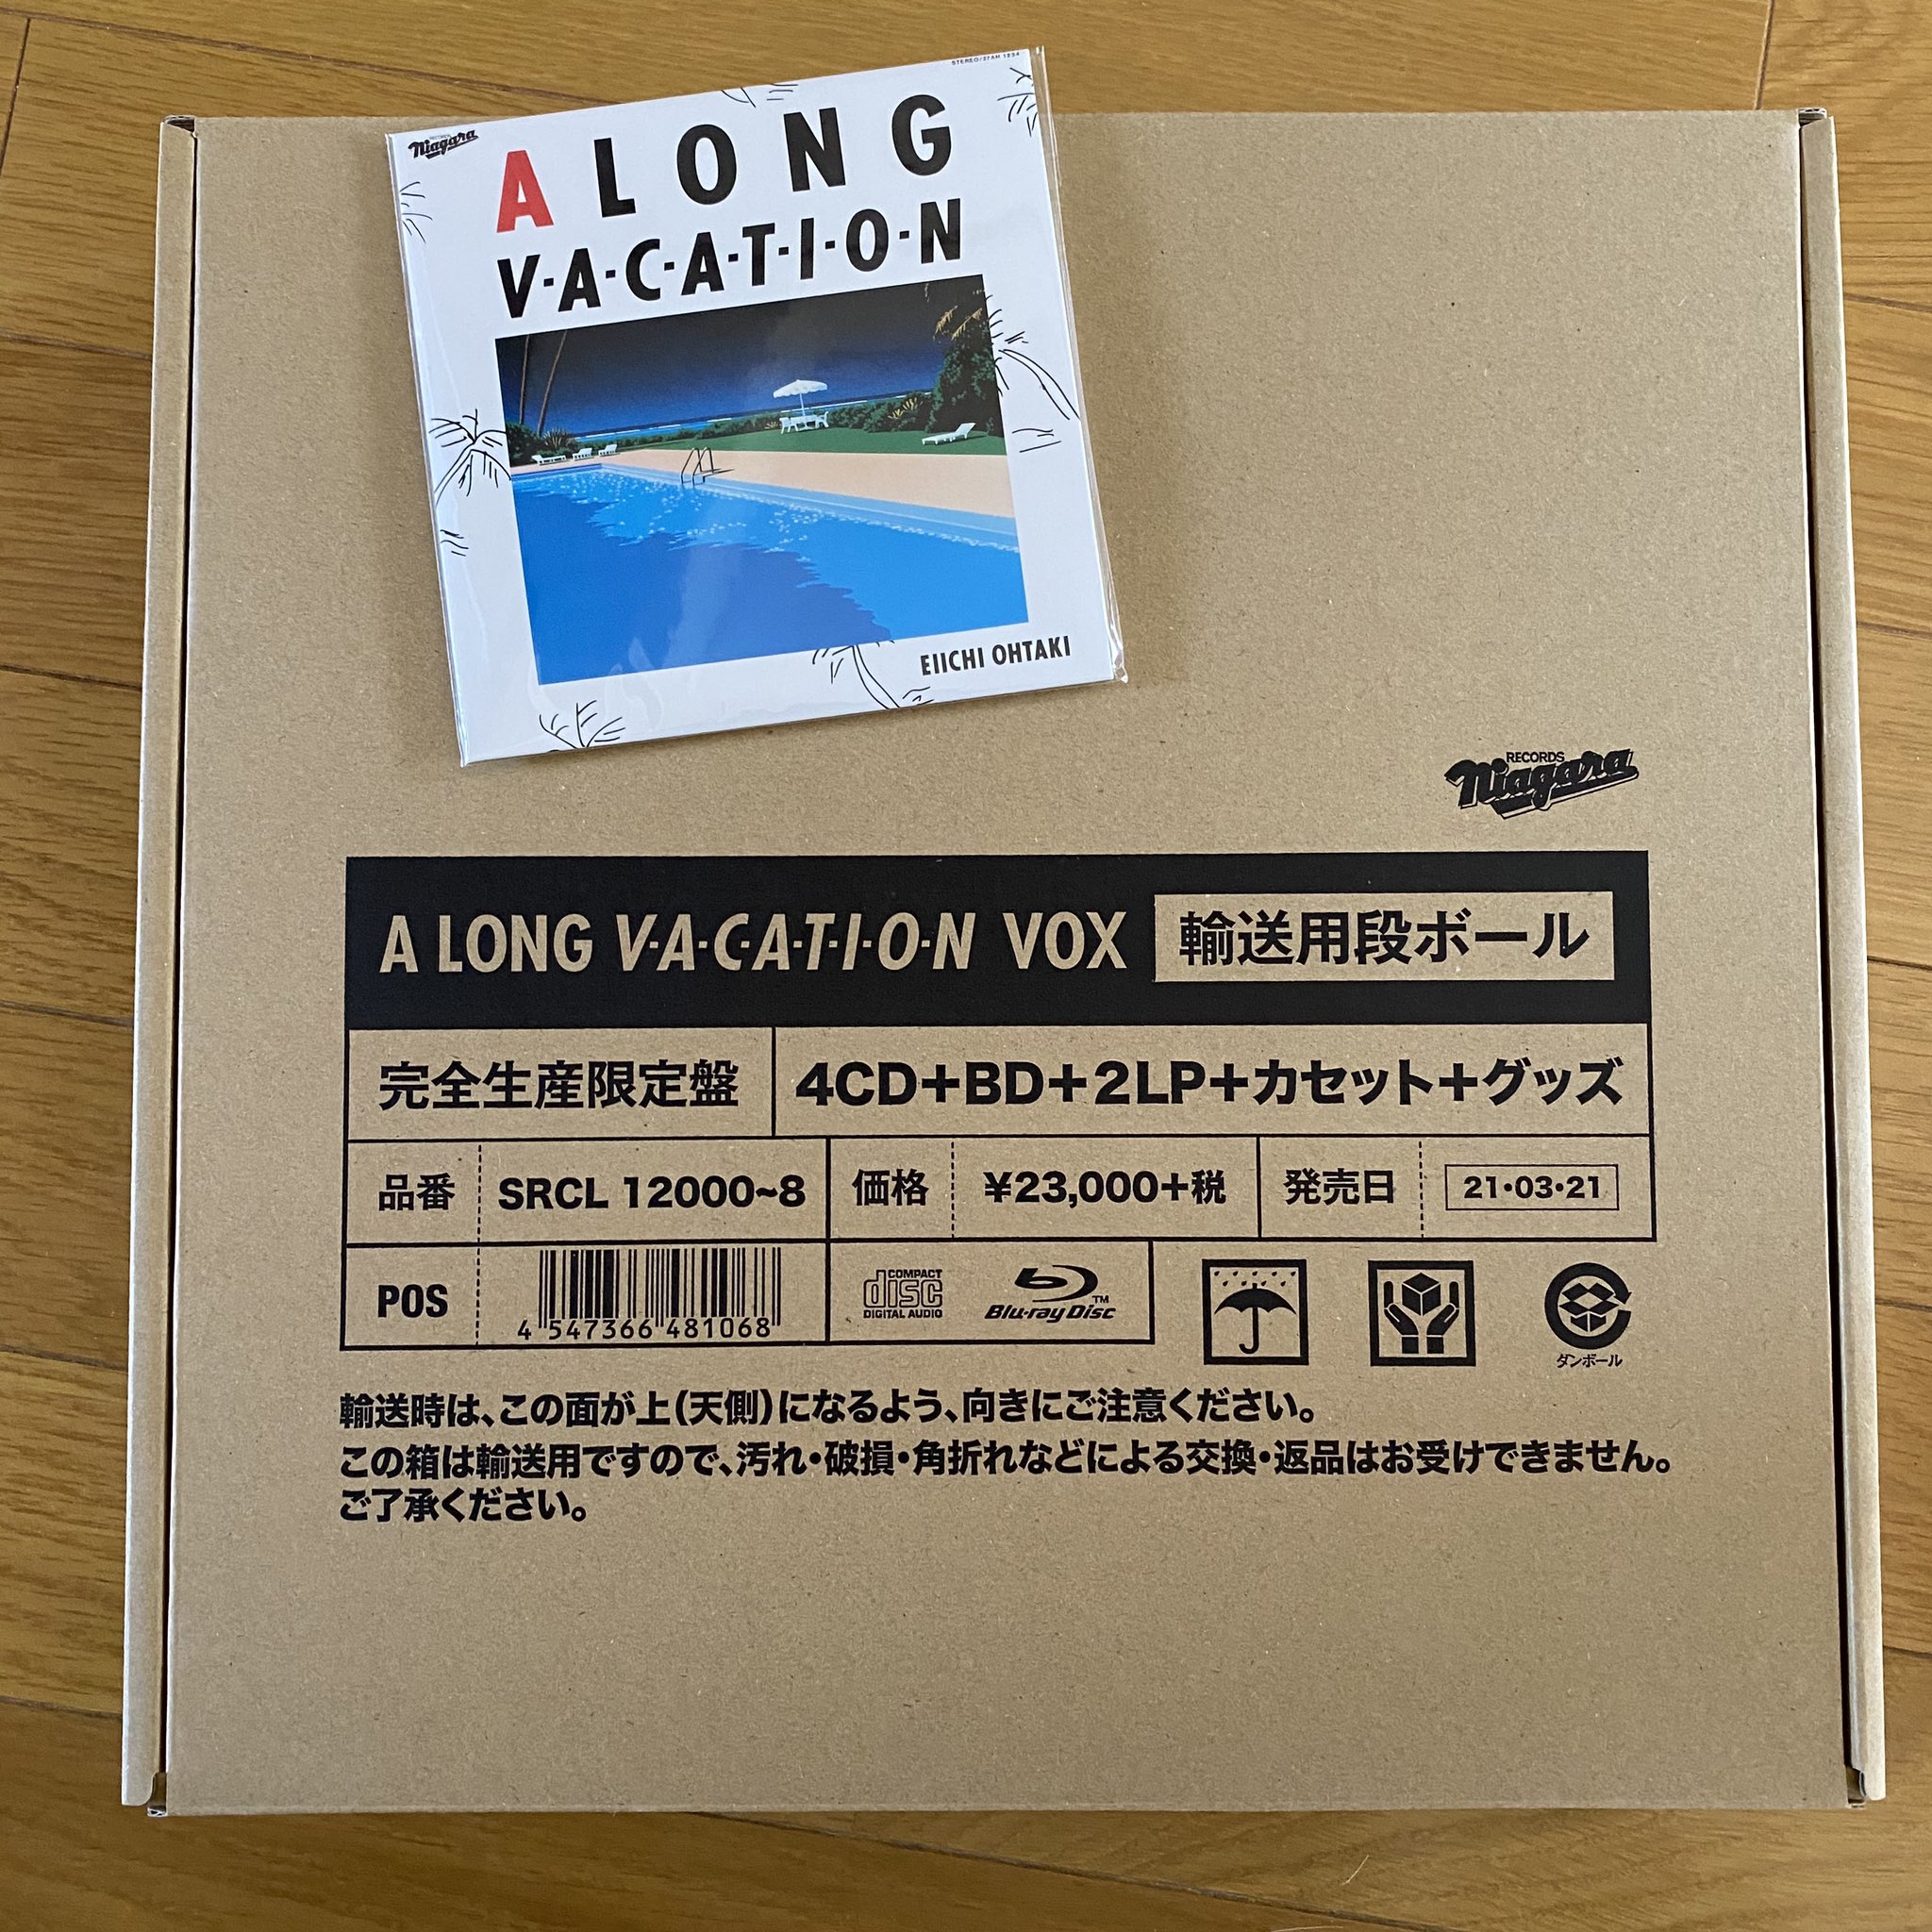 STEREO/27AH 1234
RECORDS
Niagara
A LONG
V·A·C·A·T·I·O·N
EIICHI OHTAKI
RECORDS
Niagara
A LONG V·A·C·A·T·I·O·N VOX 輸送用段ボール
完全生産限定盤 4CD+BD+2LP+カセット+グッズ
品番 SRCL 12000~8 価格 ¥23,000+税 発売日 21・03・21
POS 4 547366 481068 COMPACT disc DIGITAL AUDIO Blu-ray Disc TM
ダンボール
輸送時は、この面が上(天側)になるよう、向きにご注意ください。
この箱は輸送用ですので、汚れ・破損・角折れなどによる交換・返品はお受けできません。
ご了承ください。